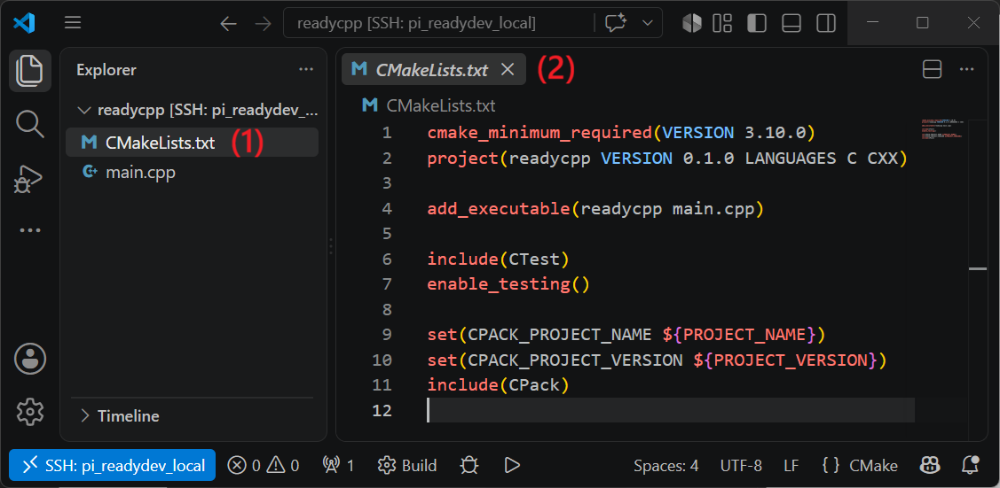 readycpp [SSH: pi_readydev_local]
Explorer
readycpp [SSH: pi_readydev_...
CMakeLists.txt (1)
main.cpp
Timeline
CMakeLists.txt (2)
CMakeLists.txt
1 cmake_minimum_required(VERSION 3.10.0)
2 project(readycpp VERSION 0.1.0 LANGUAGES C CXX)
3
4 add_executable(readycpp main.cpp)
5
6 include(CTest)
7 enable_testing()
8
9 set(CPACK_PROJECT_NAME ${PROJECT_NAME})
10 set(CPACK_PROJECT_VERSION ${PROJECT_VERSION})
11 include(CPack)
12
SSH: pi_readydev_local 0 0 1 Build Spaces: 4 UTF-8 LF { } CMake